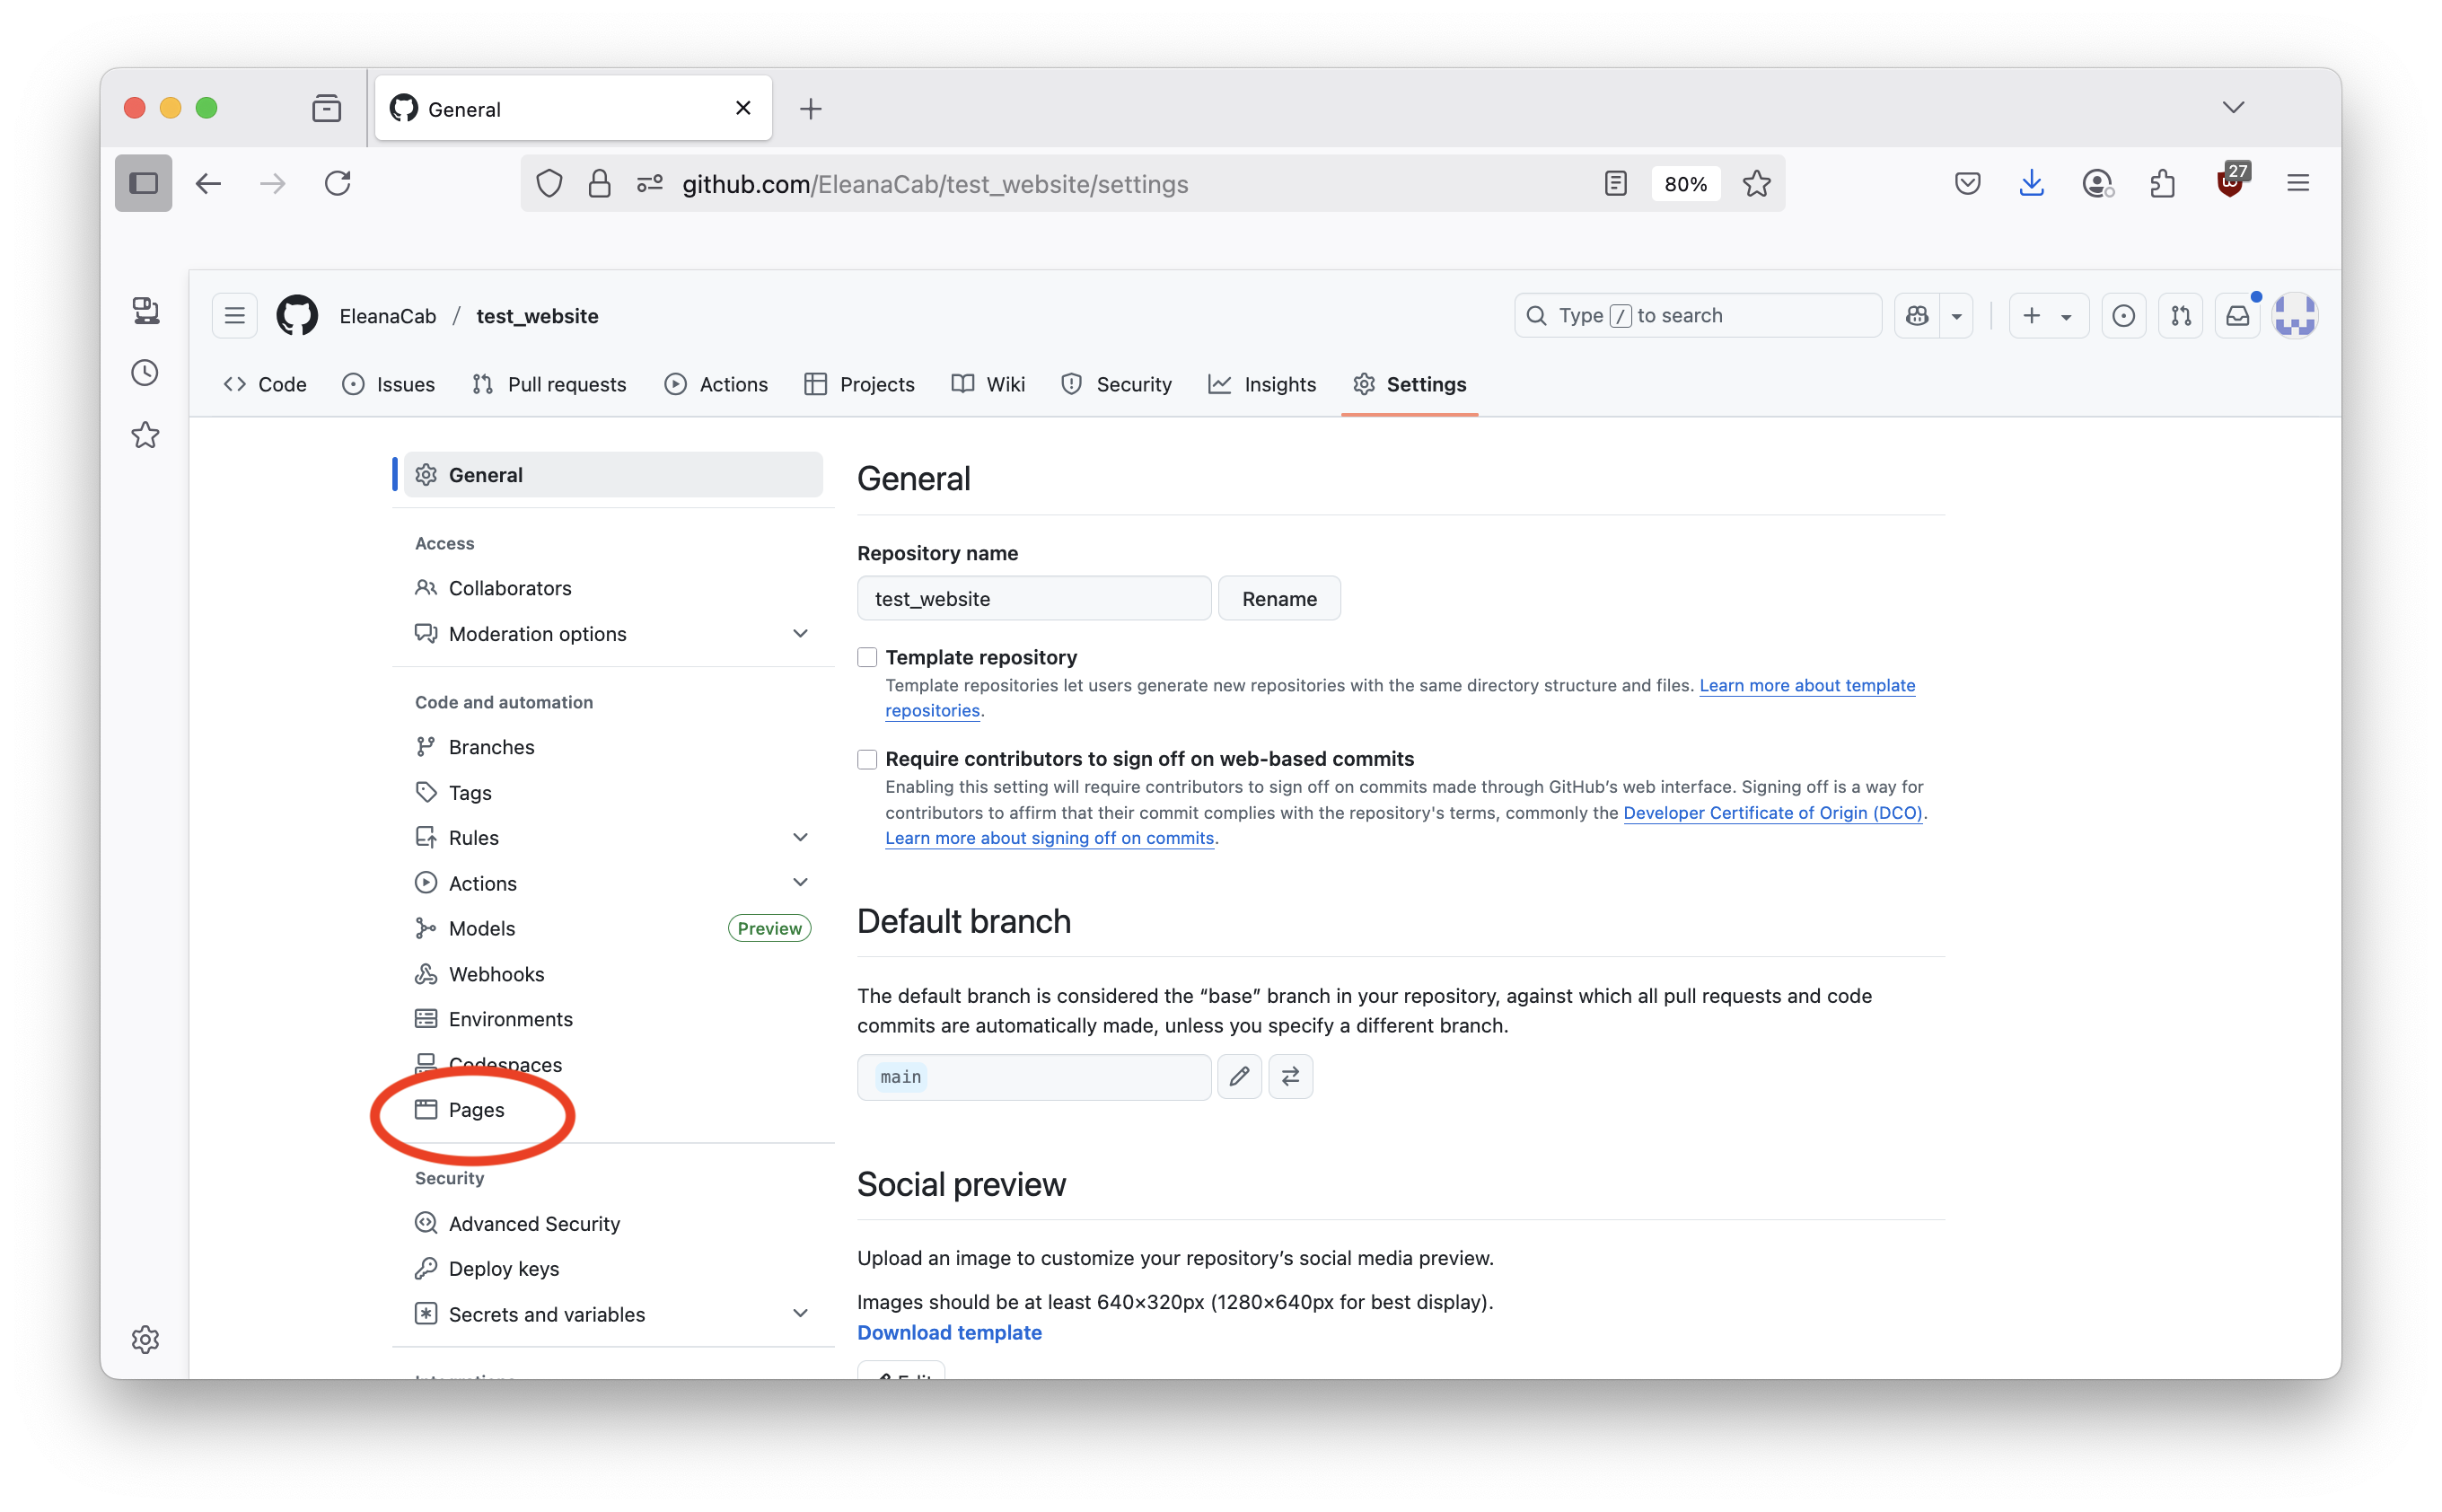 General
27
github.com/EleanaCab/test_website/settings
80%
EleanaCab / test_website
Type / to search
Code
Issues
Pull requests
Actions
Projects
Wiki
Security
Insights
Settings
General
Access
Collaborators
Moderation options
Code and automation
Branches
Tags
Rules
Actions
Models
Preview
Webhooks
Environments
Codespaces
Pages
Security
Advanced Security
Deploy keys
Secrets and variables
General
Repository name
test_website
Rename
Template repository
Template repositories let users generate new repositories with the same directory structure and files. Learn more about template
repositories.
Require contributors to sign off on web-based commits
Enabling this setting will require contributors to sign off on commits made through GitHub’s web interface. Signing off is a way for
contributors to affirm that their commit complies with the repository's terms, commonly the Developer Certificate of Origin (DCO).
Learn more about signing off on commits.
Default branch
The default branch is considered the “base” branch in your repository, against which all pull requests and code
commits are automatically made, unless you specify a different branch.
main
Social preview
Upload an image to customize your repository’s social media preview.
Images should be at least 640×320px (1280×640px for best display).
Download template
Edit